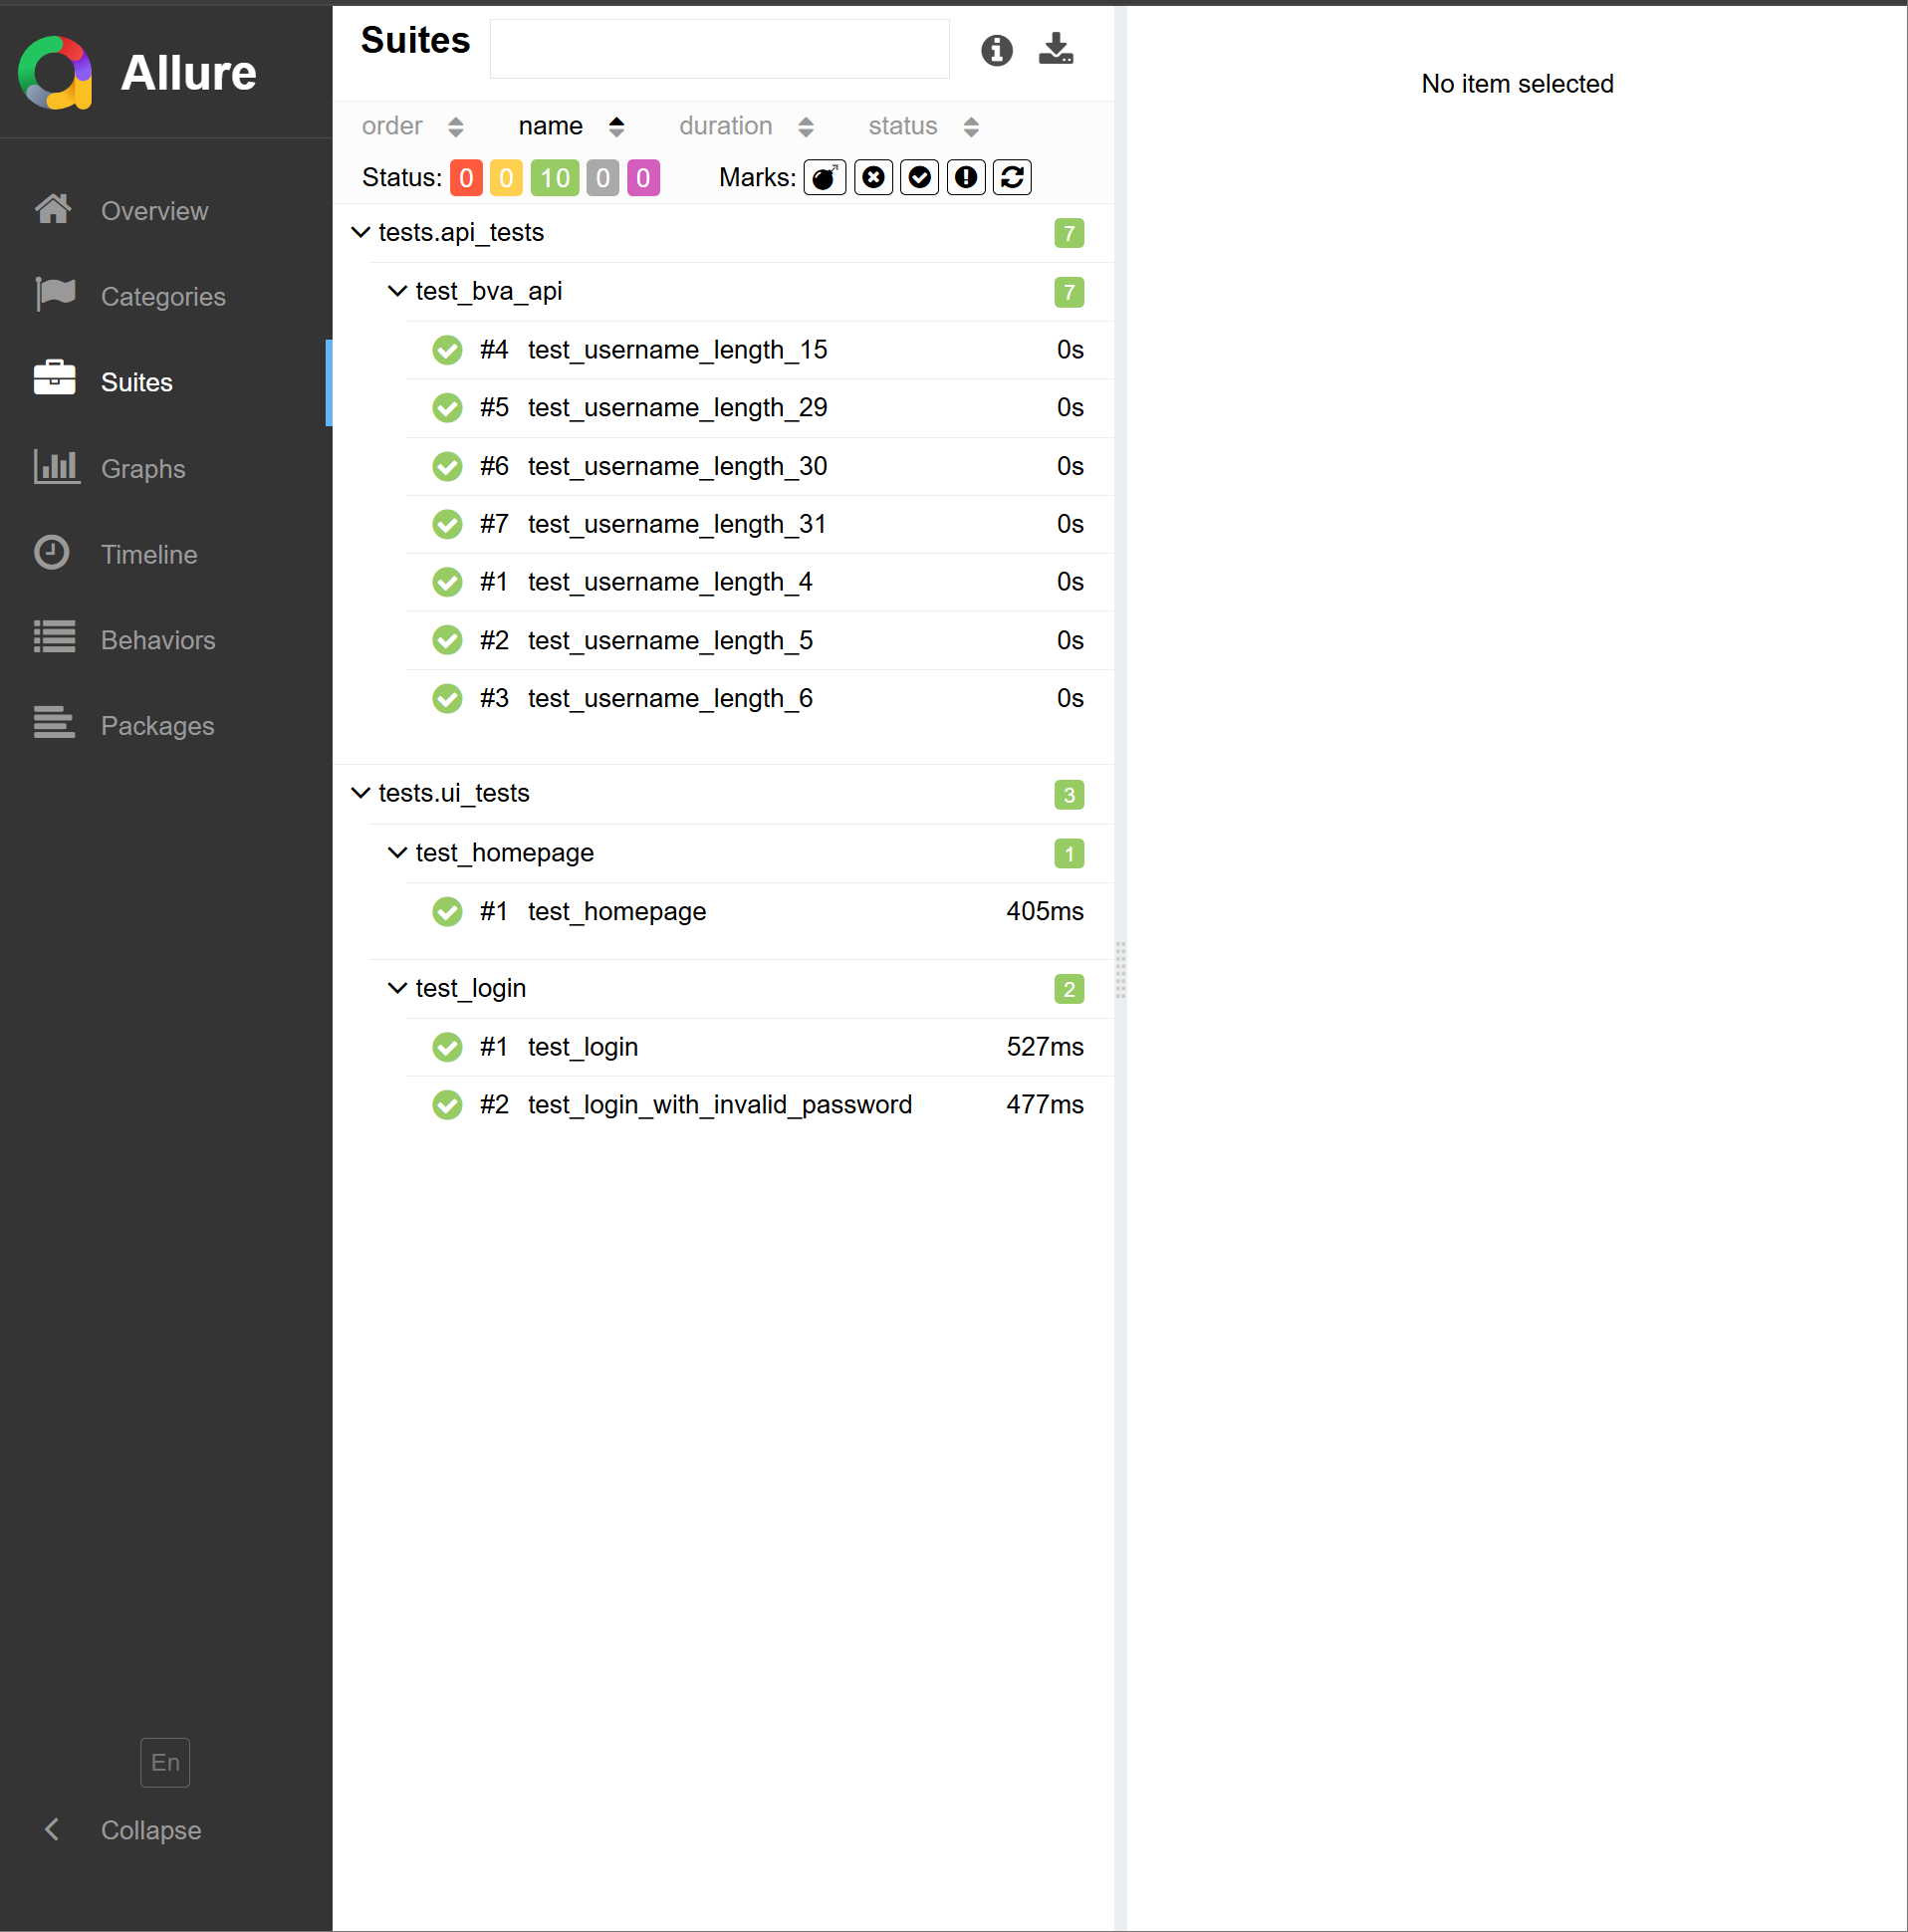 Allure
Overview
Categories
Suites
Graphs
Timeline
Behaviors
Packages
En
Collapse
Suites
order name duration status
Status: 0 0 10 0 0 Marks:
tests.api_tests 7
test_bva_api 7
#4 test_username_length_15 0s
#5 test_username_length_29 0s
#6 test_username_length_30 0s
#7 test_username_length_31 0s
#1 test_username_length_4 0s
#2 test_username_length_5 0s
#3 test_username_length_6 0s
tests.ui_tests 3
test_homepage 1
#1 test_homepage 405ms
test_login 2
#1 test_login 527ms
#2 test_login_with_invalid_password 477ms
No item selected